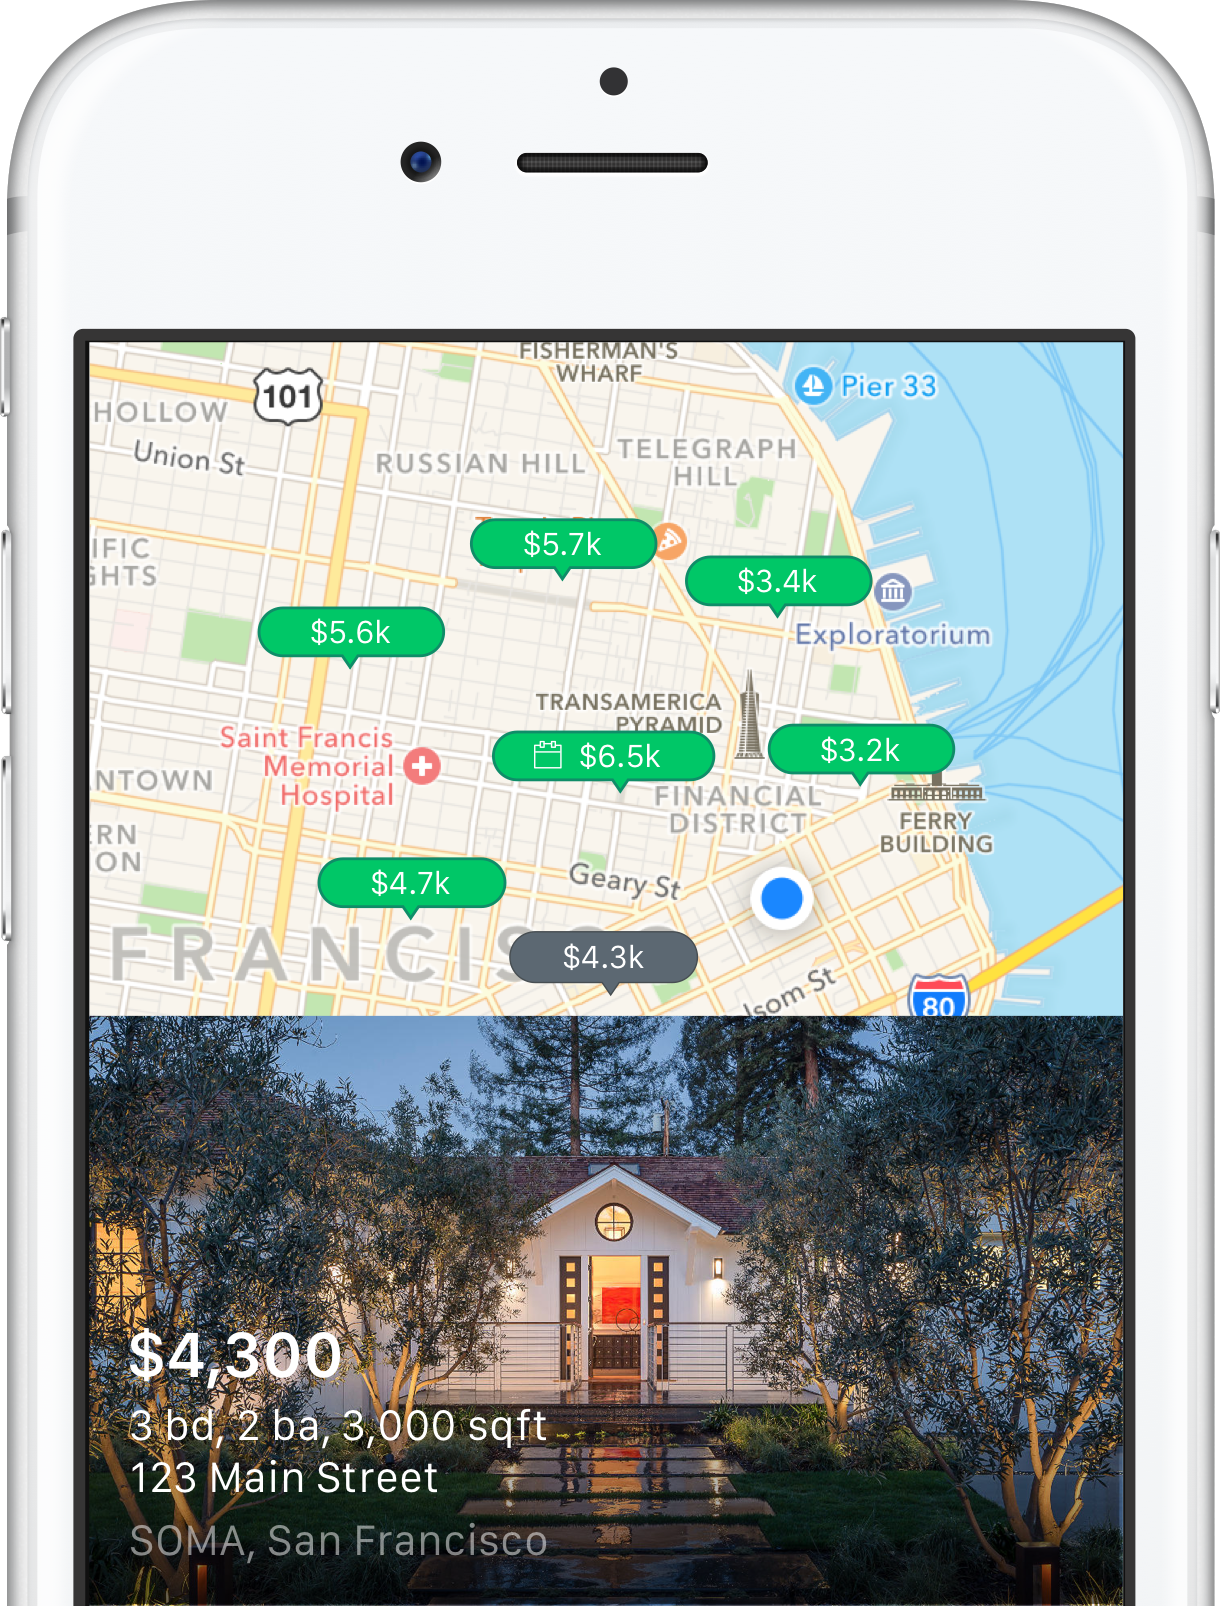 FISHERMAN'S
WHARF
Pier 33
101
HOLLOW
Union St
RUSSIAN HILL
TELEGRAPH
HILL
$5.7k
IFIC
GHTS
$3.4k
$5.6k
Exploratorium
TRANSAMERICA
PYRAMID
Saint Francis
Memorial
Hospital
$6.5k
$3.2k
NTOWN
FINANCIAL
DISTRICT
FERRY
BUILDING
ERN
ON
$4.7k
Geary St
FRANCIS
$4.3k
lsom St
80
$4,300
3 bd, 2 ba, 3,000 sqft
123 Main Street
SOMA, San Francisco